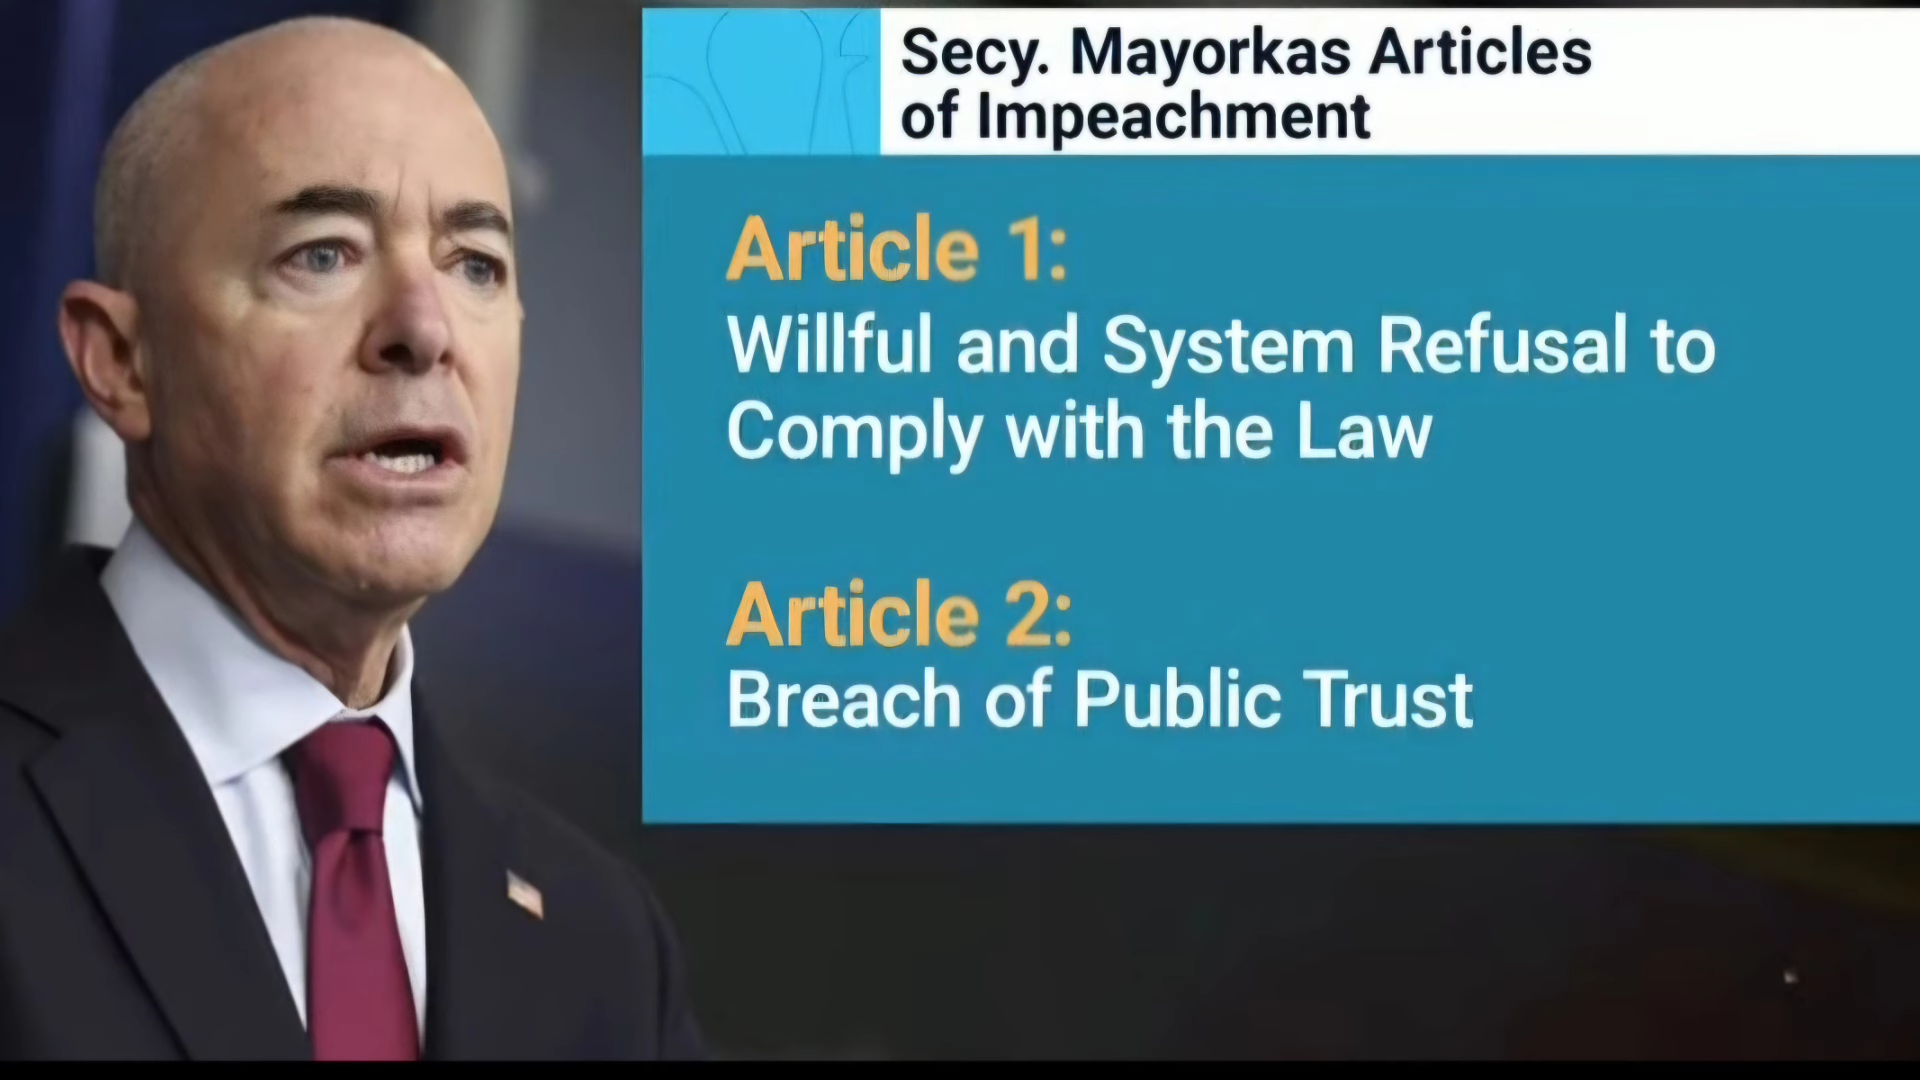 Secy. Mayorkas Articles
of Impeachment
Article 1:
Willful and System Refusal to
Comply with the Law
Article 2:
Breach of Public Trust